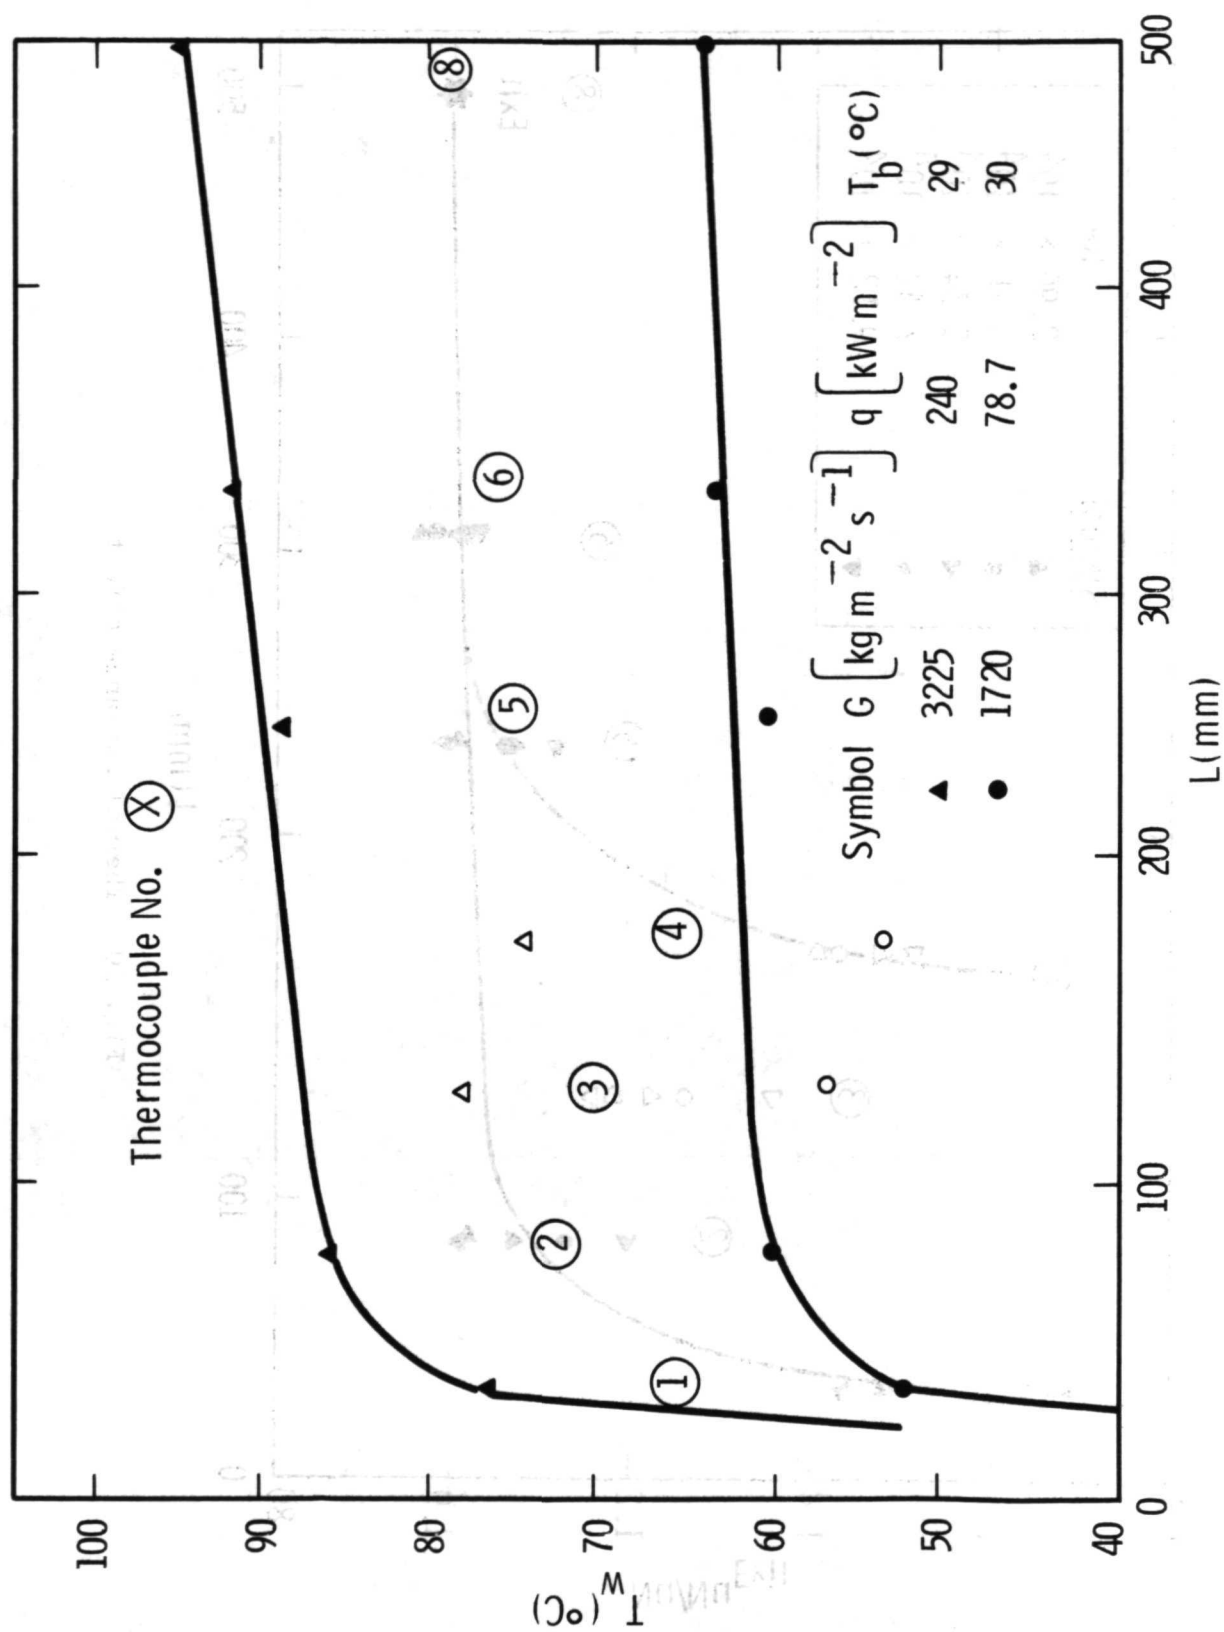 100
90
80
70
60
50
40
T_w (°C)
Thermocouple No. Ⓧ
①
②
③
④
⑤
⑥
⑧
Symbol G [kg m⁻² s⁻¹] q [kW m⁻²] T_b (°C)
▲ 3225 240 29
● 1720 78.7 30
0 100 200 300 400 500
L(mm)